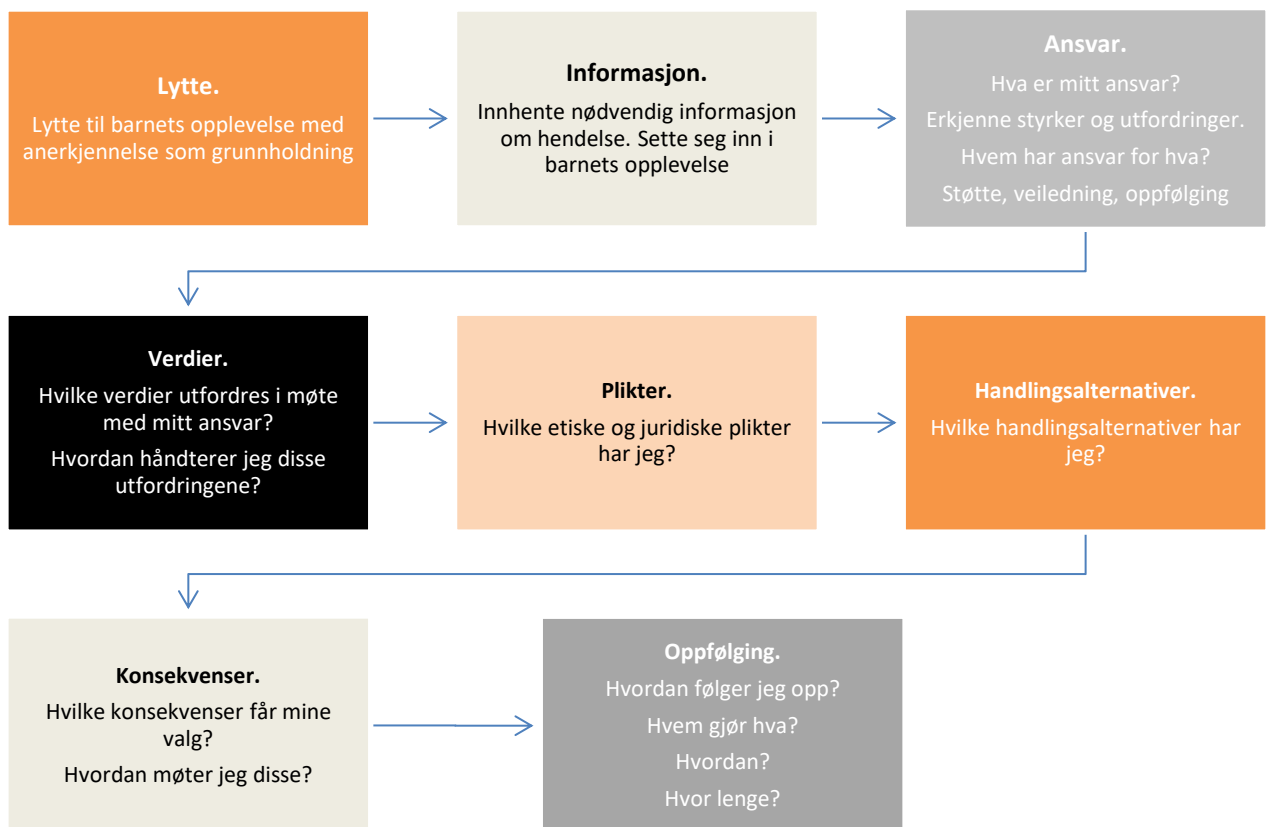 Lytte.
Lytte til barnets opplevelse med
anerkjennelse som grunnholdning
Informasjon.
Innhente nødvendig informasjon
om hendelse. Sette seg inn i
barnets opplevelse
Ansvar.
Hva er mitt ansvar?
Erkjenne styrker og utfordringer.
Hvem har ansvar for hva?
Støtte, veiledning, oppfølging
Verdier.
Hvilke verdier utfordres i møte
med mitt ansvar?
Hvordan håndterer jeg disse
utfordringene?
Plikter.
Hvilke etiske og juridiske plikter
har jeg?
Handlingsalternativer.
Hvilke handlingsalternativer har
jeg?
Konsekvenser.
Hvilke konsekvenser får mine
valg?
Hvordan møter jeg disse?
Oppfølging.
Hvordan følger jeg opp?
Hvem gjør hva?
Hvordan?
Hvor lenge?